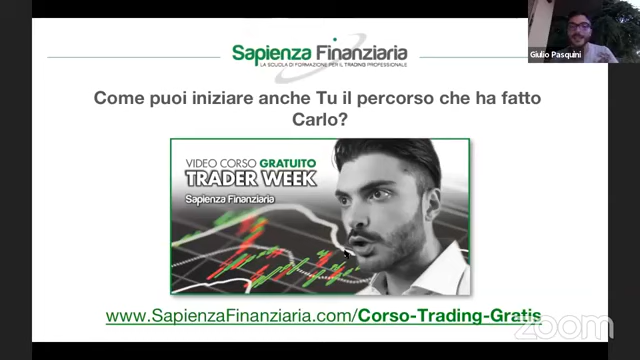 Sapienza Finanziaria
LA SCUOLA DI FORMAZIONE PER IL TRADING PROFESSIONALE
Giulio Pasquini
Come puoi iniziare anche Tu il percorso che ha fatto
Carlo?
VIDEO CORSO GRATUITO
TRADER WEEK
Sapienza Finanziaria
www.SapienzaFinanziaria.com/Corso-Trading-Gratis
zoom